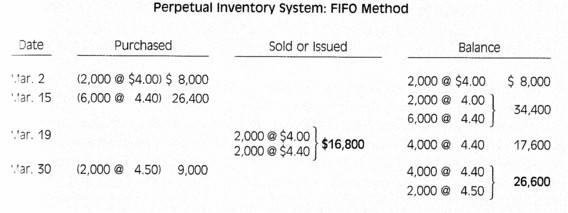 Perpetual Inventory System: FIFO Method
Date Purchased Sold or Issued Balance
Mar. 2 (2,000 @ $4.00) $ 8,000 2,000 @ $4.00 $ 8,000
Mar. 15 (6,000 @ 4.40) 26,400 2,000 @ 4.00
6,000 @ 4.40 34,400
Mar. 19 2,000 @ $4.00
2,000 @ $4.40 $16,800 4,000 @ 4.40 17,600
Mar. 30 (2,000 @ 4.50) 9,000 4,000 @ 4.40
2,000 @ 4.50 26,600